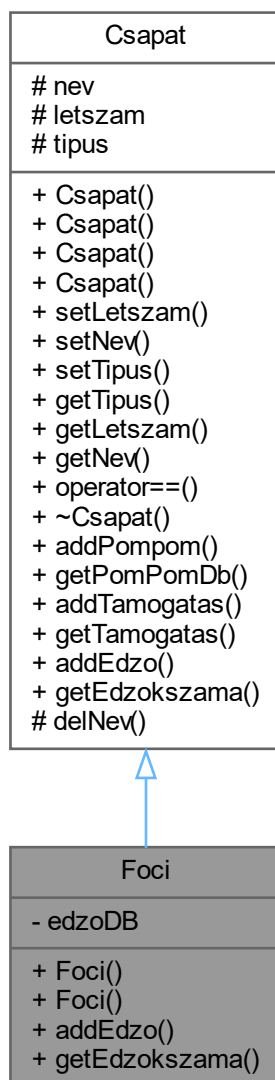 Csapat
# nev
# letszam
# tipus
+ Csapat()
+ Csapat()
+ Csapat()
+ Csapat()
+ setLetszam()
+ setNev()
+ setTipus()
+ getTipus()
+ getLetszam()
+ getNev()
+ operator==()
+ ~Csapat()
+ addPompom()
+ getPomPomDb()
+ addTamogatas()
+ getTamogatas()
+ addEdzo()
+ getEdzokszama()
# delNev()
Foci
- edzoDB
+ Foci()
+ Foci()
+ addEdzo()
+ getEdzokszama()